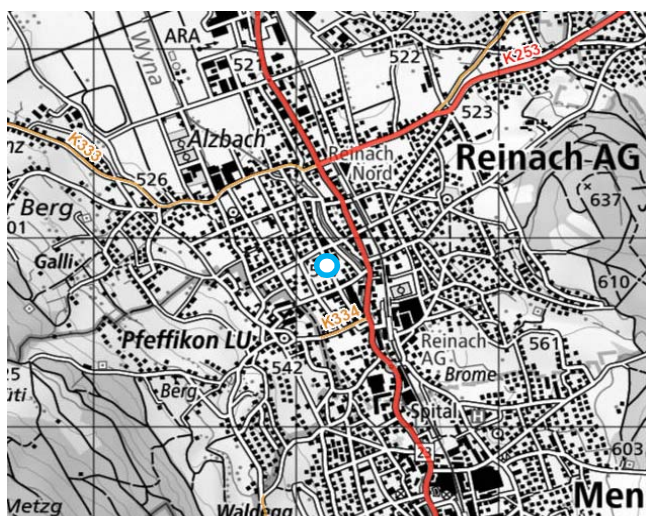 ARA
Wyna
521
522
K253
523
Alzbach
Reinach
Nord
Reinach AG
K333
526
637
Berg
01
Galli
610
K334
Pfeffikon LU
Reinach
AG
561
542
Brome
25
Berg
Spital
603
Men
Metzg
Waldegg